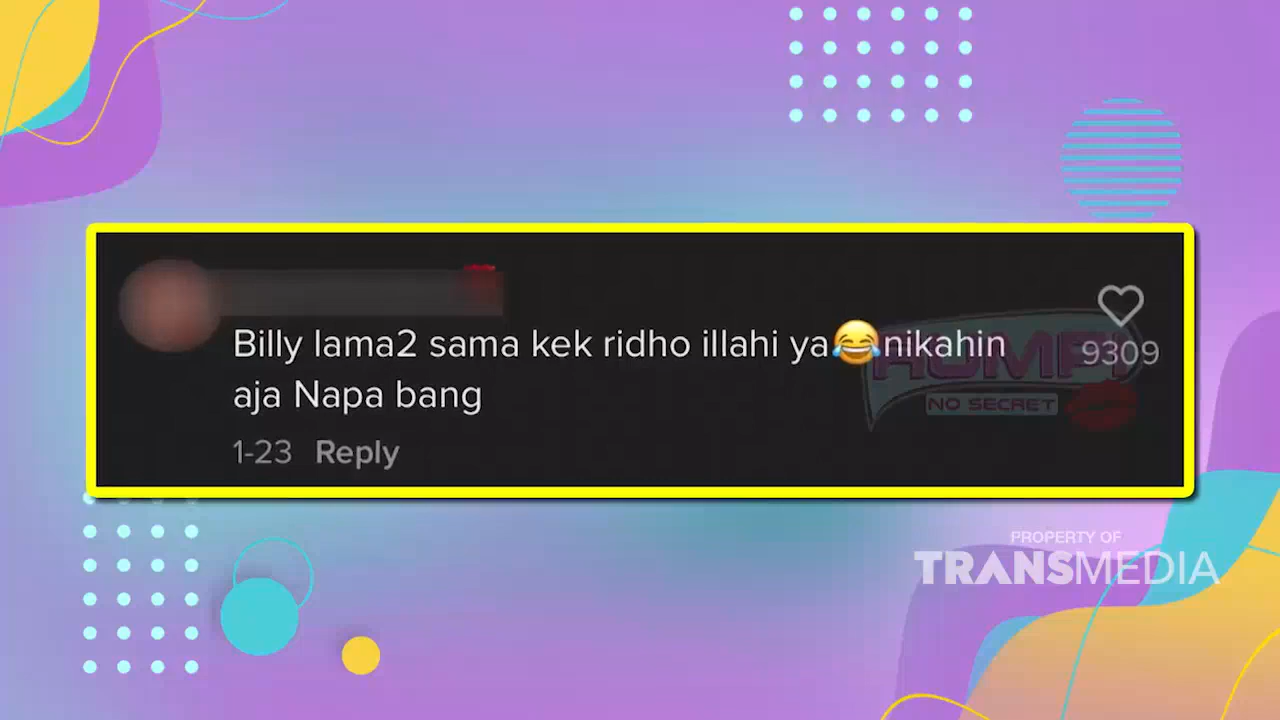 Billy lama2 sama kek ridho illahi ya😂nikahin
aja Napa bang
1-23 Reply
9309
RUMPI
NO SECRET
PROPERTY OF
TRANSMEDIA